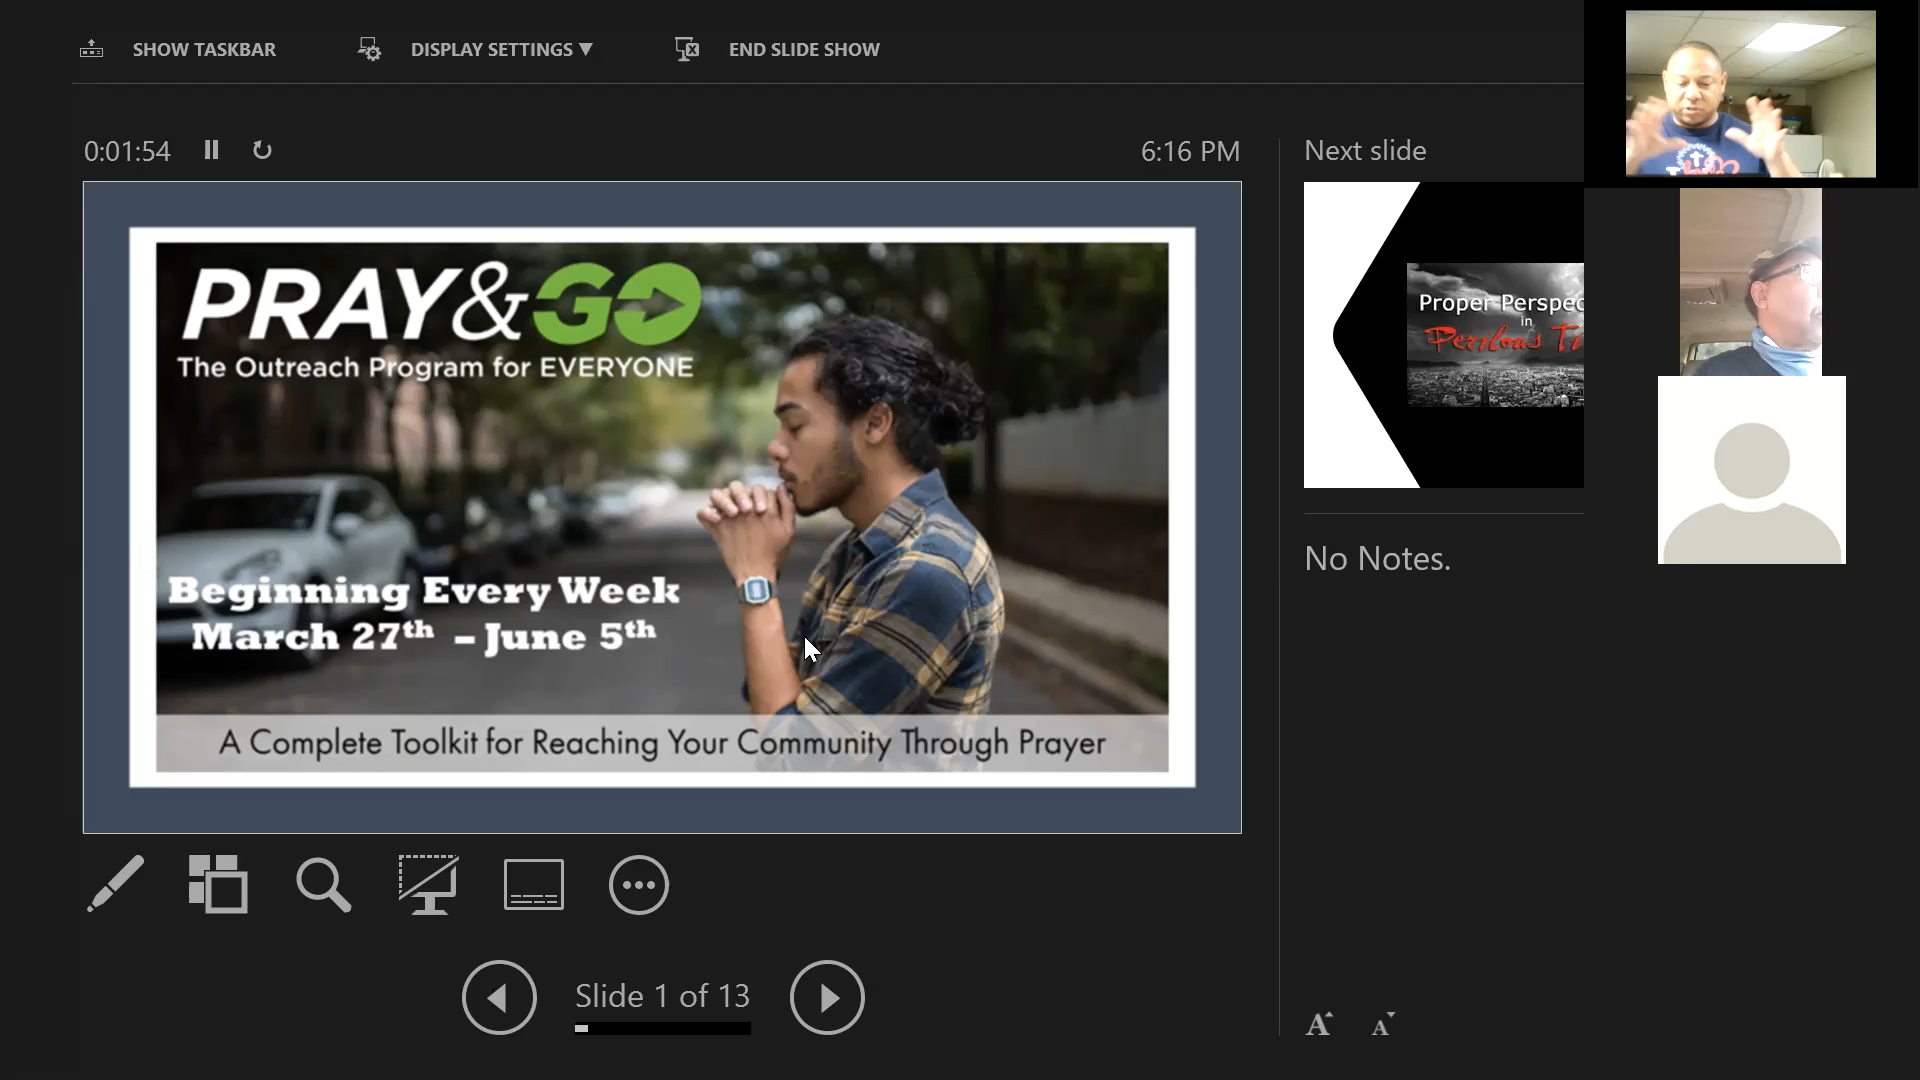 SHOW TASKBAR
DISPLAY SETTINGS ▼
END SLIDE SHOW
0:01:54
6:16 PM
Next slide
PRAY & GO
The Outreach Program for EVERYONE
Beginning Every Week
March 27th – June 5th
A Complete Toolkit for Reaching Your Community Through Prayer
Proper Perspec
in
Perilous Ti
No Notes.
Slide 1 of 13
A A